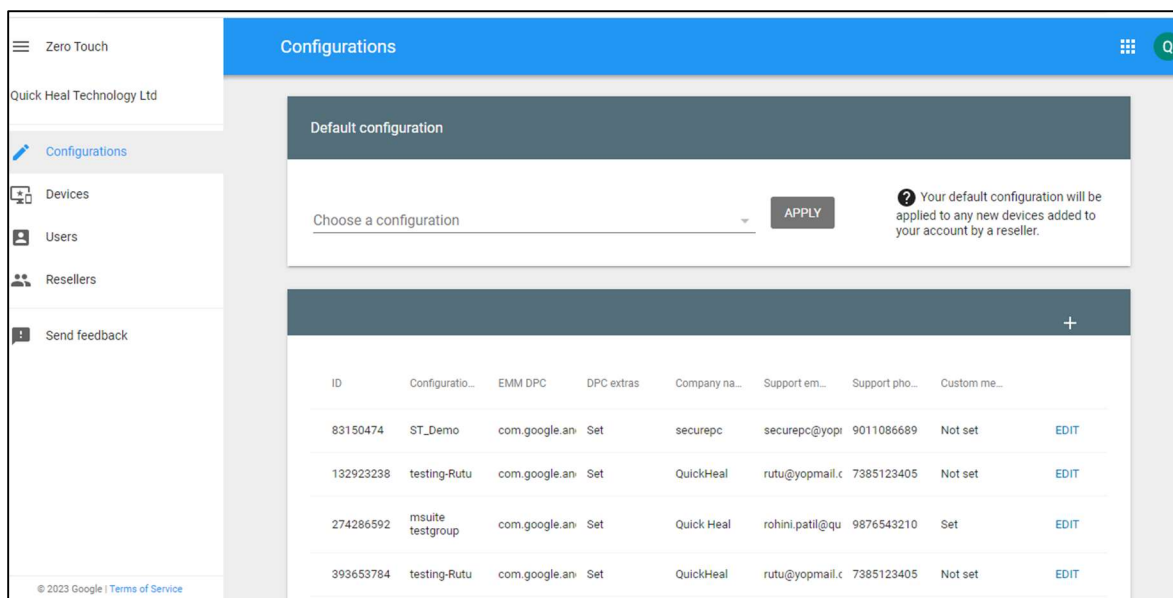 Zero Touch
Configurations
Q
Quick Heal Technology Ltd
Configurations
Devices
Users
Resellers
Send feedback
Default configuration
Choose a configuration
APPLY
Your default configuration will be
applied to any new devices added to
your account by a reseller.
+
ID Configuratio... EMM DPC DPC extras Company na... Support em... Support pho... Custom me...
83150474 ST_Demo com.google.an Set securepc securepc@yop 9011086689 Not set EDIT
132923238 testing-Rutu com.google.an Set QuickHeal rutu@yopmail.c 7385123405 Not set EDIT
274286592 msuite testgroup com.google.an Set Quick Heal rohini.patil@qu 9876543210 Set EDIT
393653784 testing-Rutu com.google.an Set QuickHeal rutu@yopmail.c 7385123405 Not set EDIT
© 2023 Google | Terms of Service